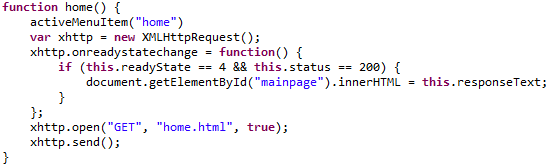 function home() {
    activeMenuItem("home")
    var xhttp = new XMLHttpRequest();
    xhttp.onreadystatechange = function() {
        if (this.readyState == 4 && this.status == 200) {
            document.getElementById("mainpage").innerHTML = this.responseText;
        }
    };
    xhttp.open("GET", "home.html", true);
    xhttp.send();
}